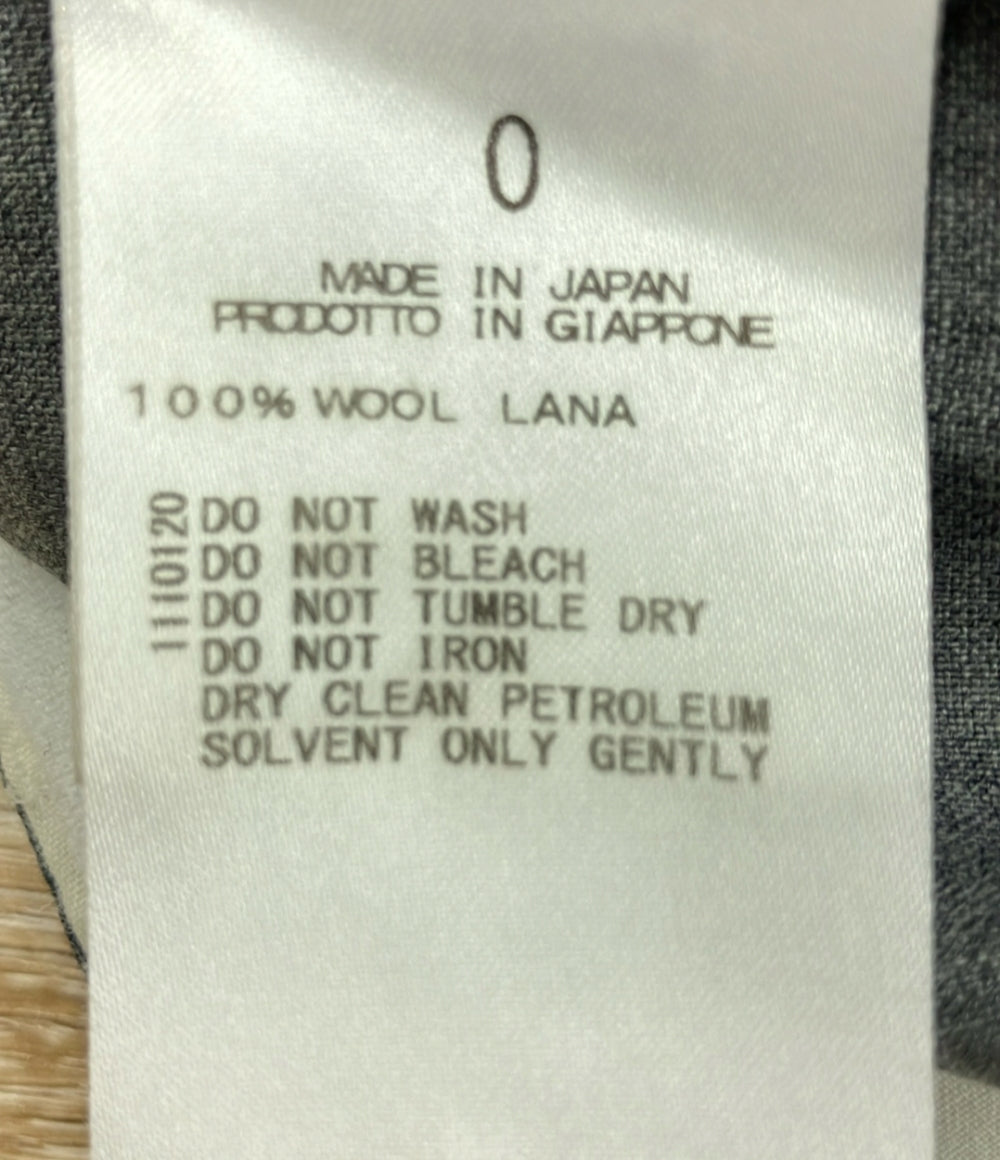 0
MADE IN JAPAN
PRODOTTO IN GIAPPONE
100% WOOL LANA
1110120
DO NOT WASH
DO NOT BLEACH
DO NOT TUMBLE DRY
DO NOT IRON
DRY CLEAN PETROLEUM
SOLVENT ONLY GENTLY